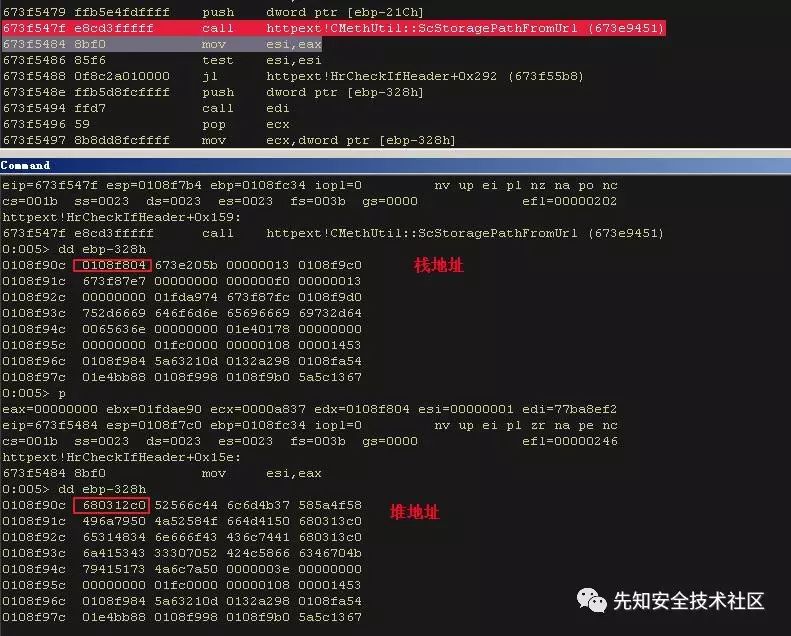 673f5479 ffb5e4fdffff push dword ptr [ebp-21Ch]
673f547f e8cd3fffff call httpext!CMethUtil::ScStoragePathFromUrl (673e9451)
673f5484 8bf0 mov esi,eax
673f5486 85f6 test esi,esi
673f5488 0f8c2a010000 jl httpext!HrCheckIfHeader+0x292 (673f55b8)
673f548e ffb5d8fcffff push dword ptr [ebp-328h]
673f5494 ffd7 call edi
673f5496 59 pop ecx
673f5497 8b8dd8fcffff mov ecx,dword ptr [ebp-328h]
Command
eip=673f547f esp=0108f7b4 ebp=0108fc34 iopl=0 nv up ei pl nz na po nc
cs=001b ss=0023 ds=0023 es=0023 fs=003b gs=0000 efl=00000202
httpext!HrCheckIfHeader+0x159:
673f547f e8cd3fffff call httpext!CMethUtil::ScStoragePathFromUrl (673e9451)
0:005> dd ebp-328h
0108f90c 0108f804 673e205b 00000013 0108f9c0
栈地址
0108f91c 673f87e7 00000000 000000f0 00000013
0108f92c 00000000 01fda974 673f87fc 0108f9d0
0108f93c 752d6669 646f6d6e 65696669 69732d64
0108f94c 0065636e 00000000 01e40178 00000000
0108f95c 00000000 01fc0000 00000108 00001453
0108f96c 0108f984 5a63210d 0132a298 0108fa54
0108f97c 01e4bb88 0108f998 0108f9b0 5a5c1367
0:005> p
eax=00000000 ebx=01fdae90 ecx=0000a837 edx=0108f804 esi=00000001 edi=77ba8ef2
eip=673f5484 esp=0108f7c0 ebp=0108fc34 iopl=0 nv up ei pl zr na pe nc
cs=001b ss=0023 ds=0023 es=0023 fs=003b gs=0000 efl=00000246
httpext!HrCheckIfHeader+0x15e:
673f5484 8bf0 mov esi,eax
0:005> dd ebp-328h
0108f90c 680312c0 52566c44 6c6d4b37 585a4f58
堆地址
0108f91c 496a7950 4a52584f 664d4150 680313c0
0108f92c 65314834 6e666f43 436c7441 680313c0
0108f93c 6a415343 33307052 424c5866 6346704b
0108f94c 79415173 4a6c7a50 0000003e 00000000
0108f95c 00000000 01fc0000 00000108 00001453
0108f96c 0108f984 5a63210d 0132a298 0108fa54
0108f97c 01e4bb88 0108f998 0108f9b0 5a5c1367
先知安全技术社区